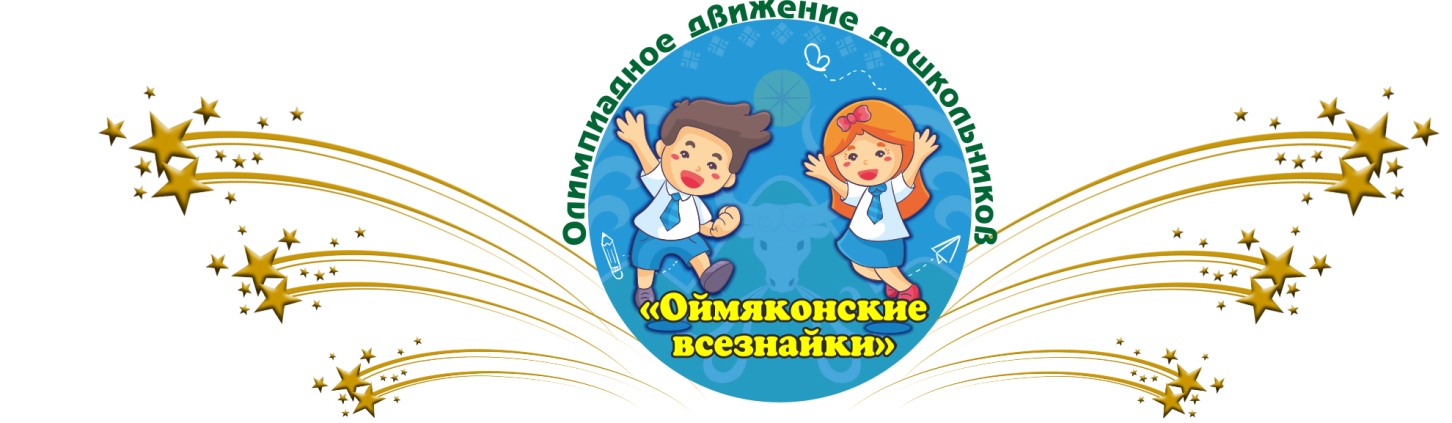 Олимпиадное движение дошкольников
«Оймяконские
всезнайки»